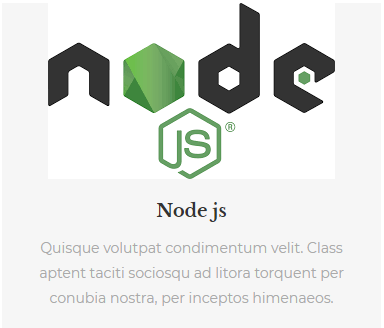 node
JS®
Node js
Quisque volutpat condimentum velit. Class
aptent taciti sociosqu ad litora torquent per
conubia nostra, per inceptos himenaeos.